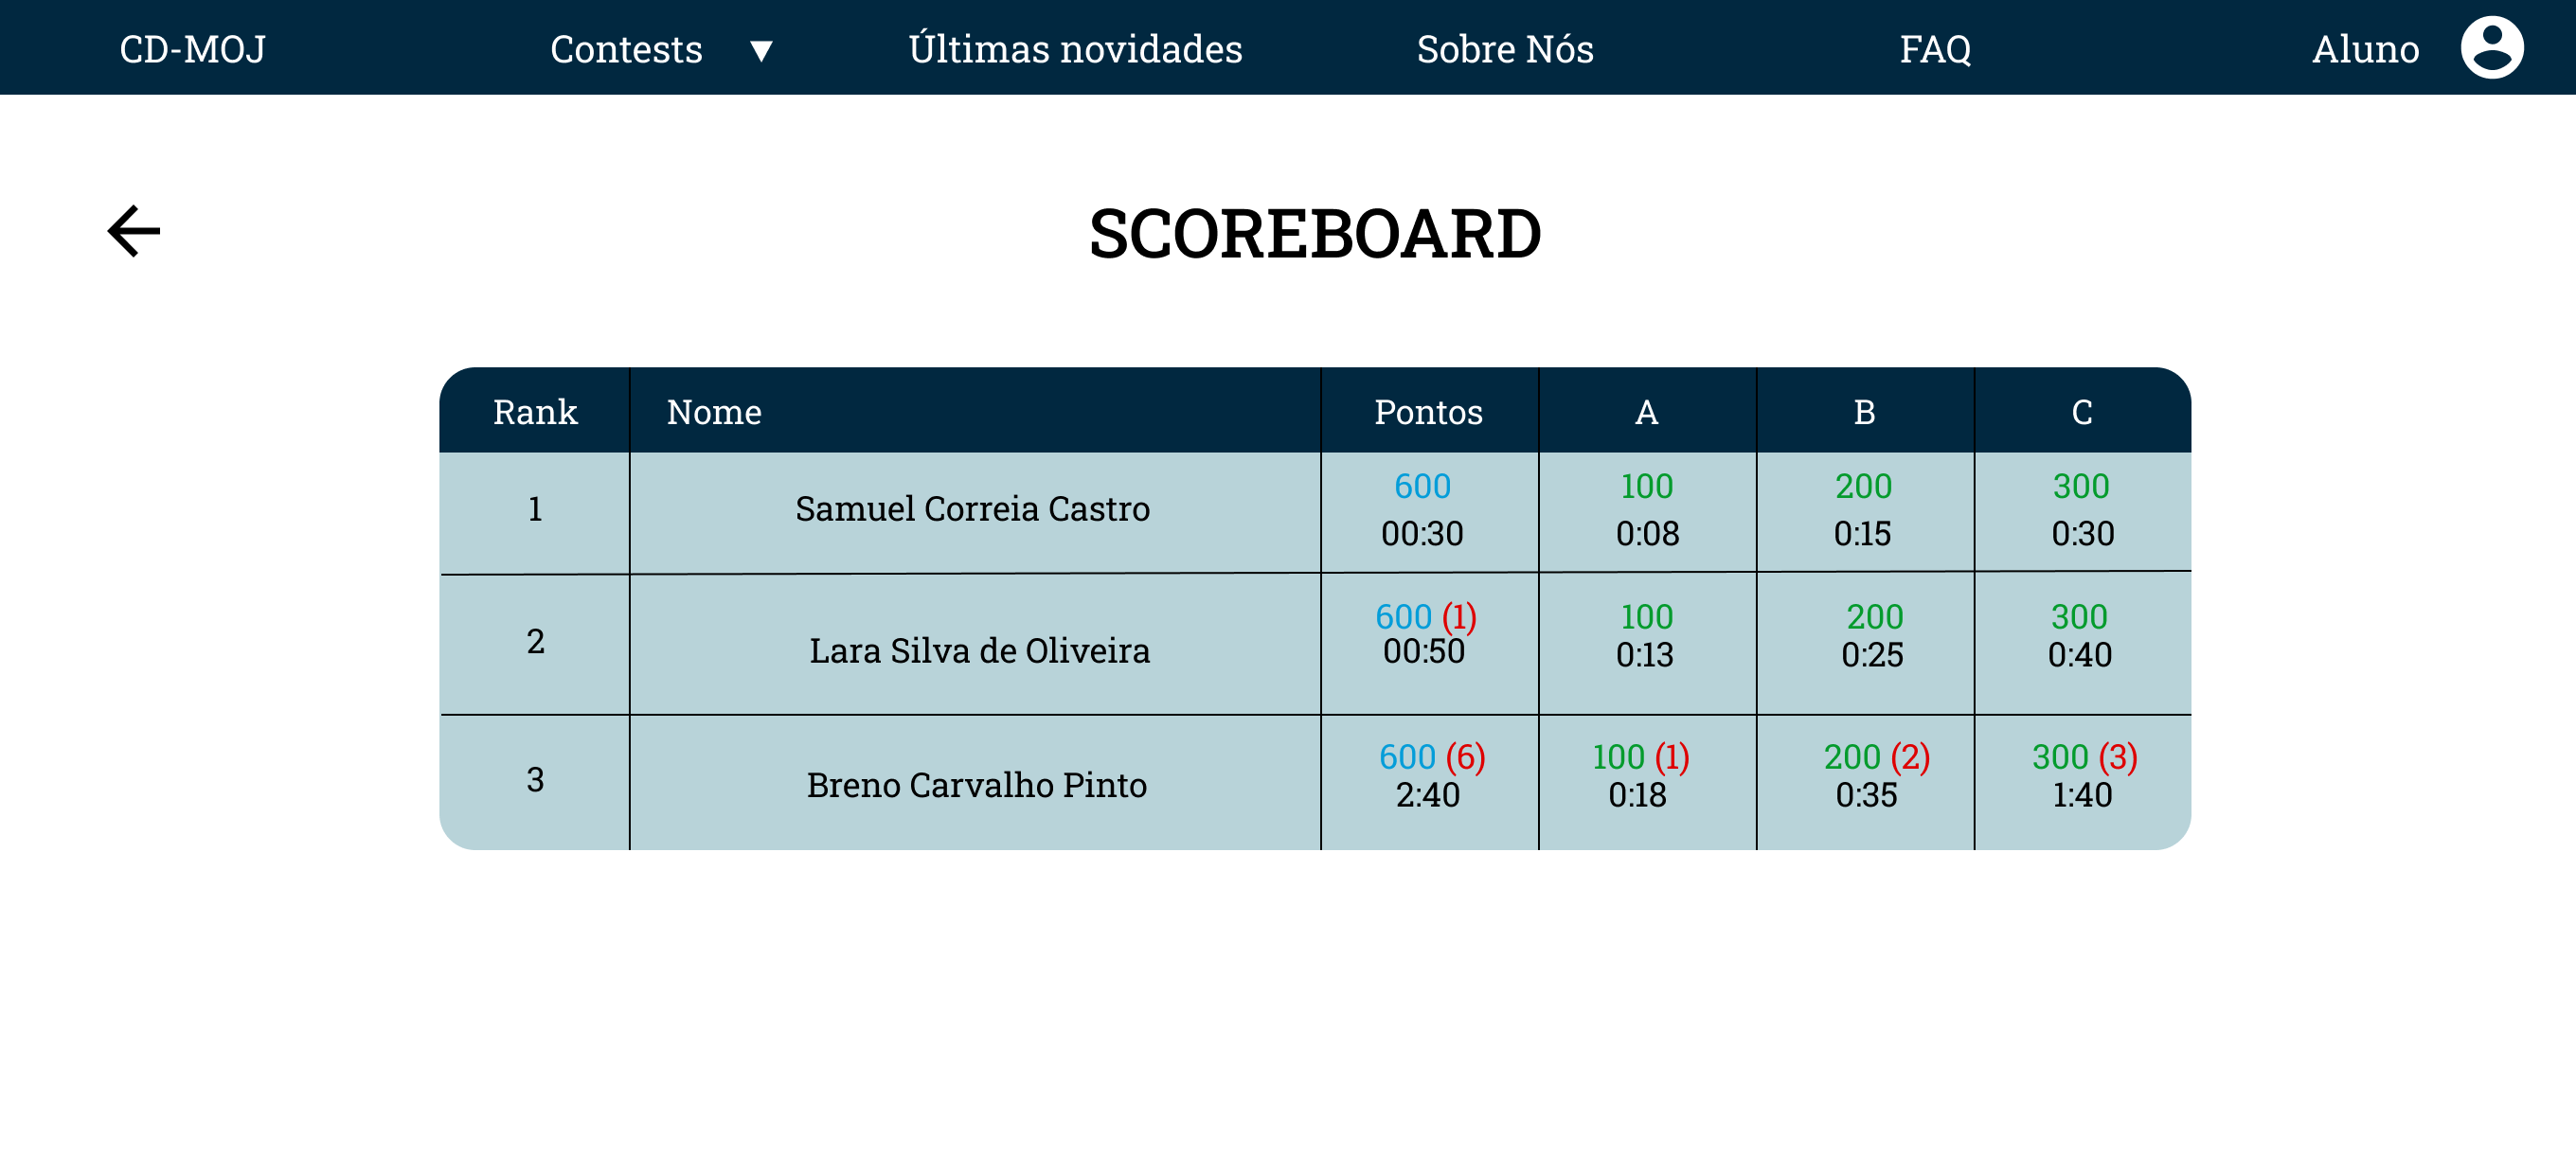 CD-MOJ Contests ▼ Últimas novidades Sobre Nós FAQ Aluno
SCOREBOARD
Rank Nome Pontos A B C
600 100 200 300
1 Samuel Correia Castro
00:30 0:08 0:15 0:30
600 (1) 100 200 300
2 Lara Silva de Oliveira 00:50 0:13 0:25 0:40
600 (6) 100 (1) 200 (2) 300 (3)
3 Breno Carvalho Pinto 2:40 0:18 0:35 1:40